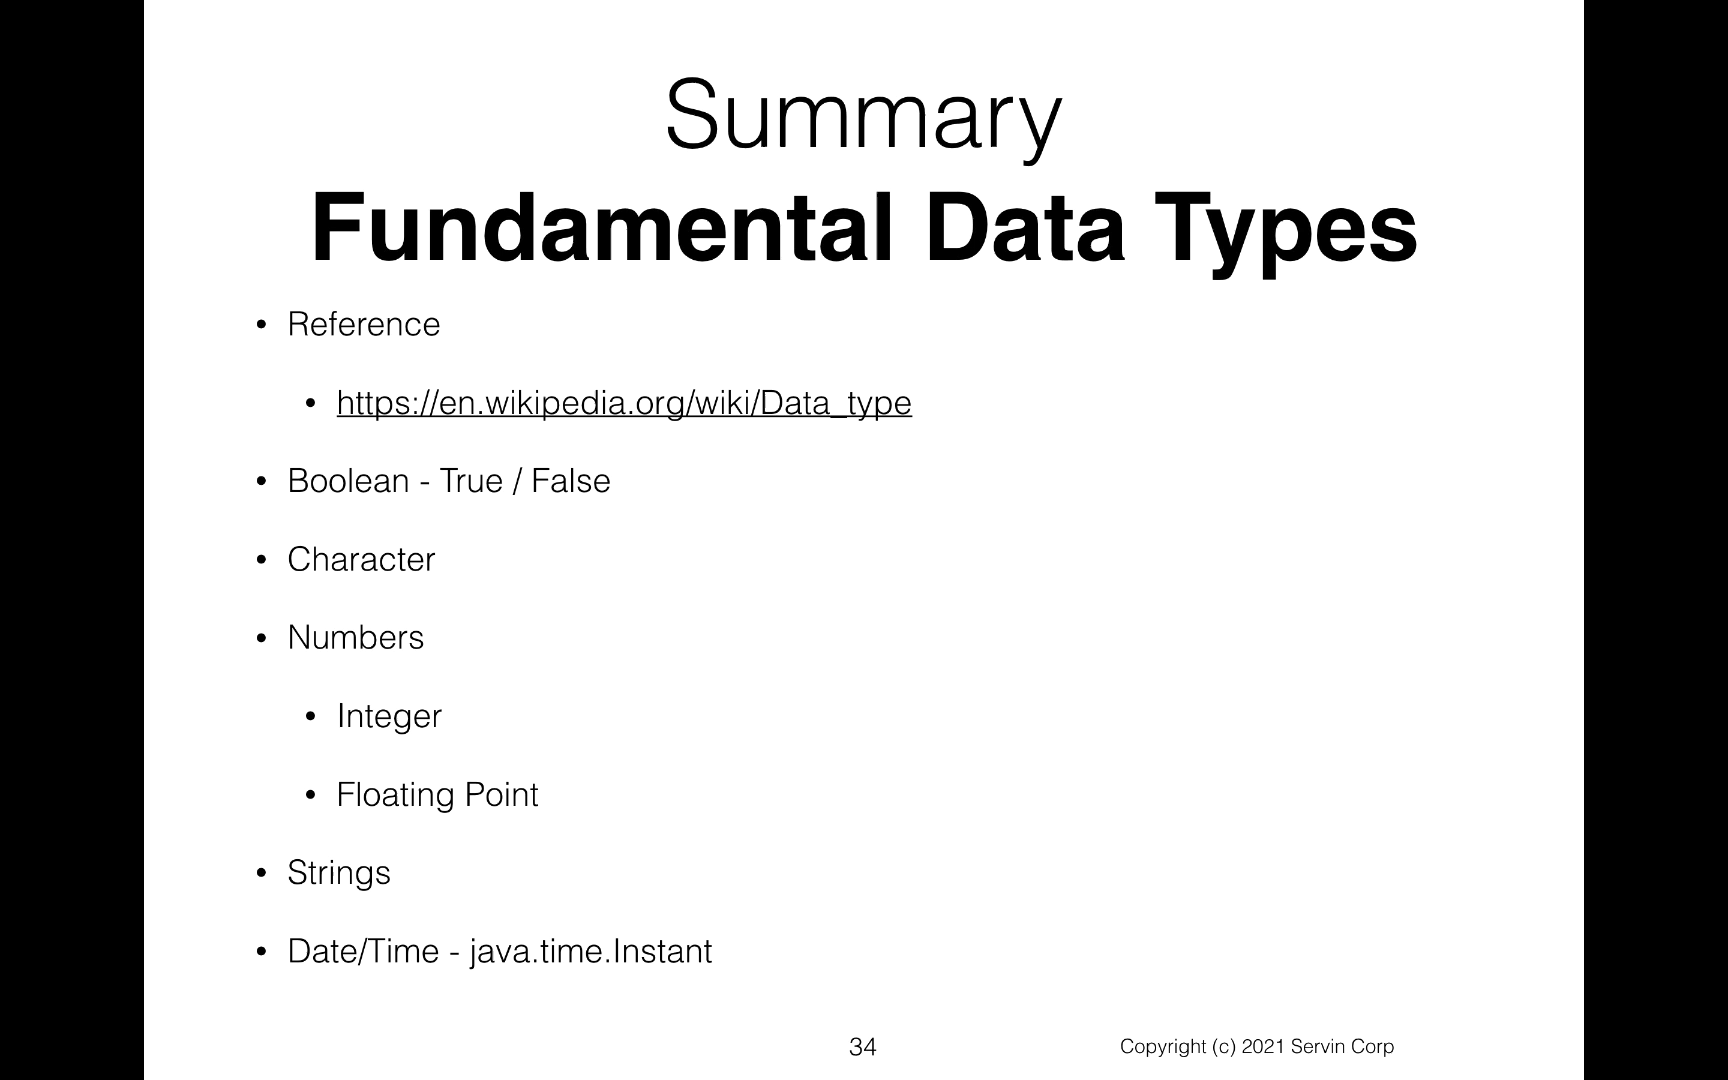 Summary
Fundamental Data Types
• Reference
• https://en.wikipedia.org/wiki/Data_type
• Boolean - True / False
• Character
• Numbers
• Integer
• Floating Point
• Strings
• Date/Time - java.time.Instant
34
Copyright (c) 2021 Servin Corp